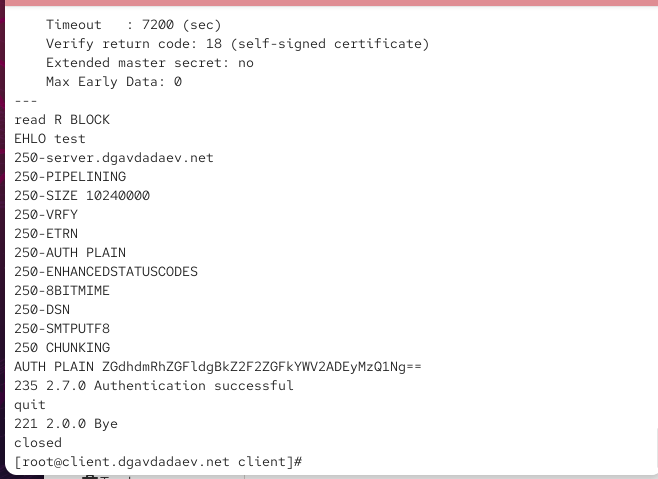 Timeout   : 7200 (sec)
Verify return code: 18 (self-signed certificate)
Extended master secret: no
Max Early Data: 0
---
read R BLOCK
EHLO test
250-server.dgavdadaev.net
250-PIPELINING
250-SIZE 10240000
250-VRFY
250-ETRN
250-AUTH PLAIN
250-ENHANCEDSTATUSCODES
250-8BITMIME
250-DSN
250-SMTPUTF8
250 CHUNKING
AUTH PLAIN ZGdhdmRhZGFldgBkZ2F2ZGFkYWV2ADEyMzQ1Ng==
235 2.7.0 Authentication successful
quit
221 2.0.0 Bye
closed
[root@client.dgavdadaev.net client]#